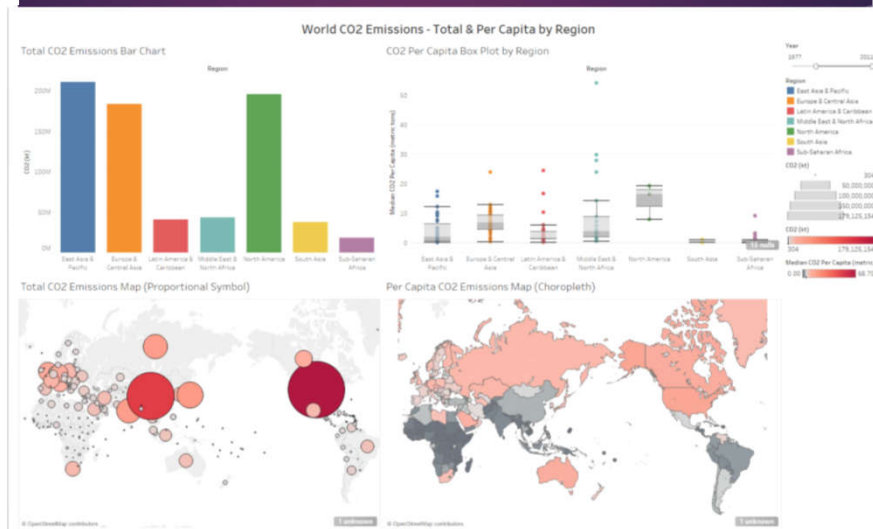 World CO2 Emissions - Total & Per Capita by Region
Total CO2 Emissions Bar Chart
Region
200M
150M
100M
50M
0M
CO2 (kt)
East Asia & Pacific
Europe & Central Asia
Latin America & Caribbean
Middle East & North Africa
North America
South Asia
Sub-Saharan Africa
CO2 Per Capita Box Plot by Region
Region
50
40
30
20
10
0
Median CO2 Per Capita (metric tons)
East Asia & Pacific
Europe & Central Asia
Latin America & Caribbean
Middle East & North Africa
North America
South Asia
Sub-Saharan Africa
Year
2012
Region
East Asia & Pacific
Europe & Central Asia
Latin America & Caribbean
Middle East & North Africa
North America
South Asia
Sub-Saharan Africa
CO2 (kt)
304
50,000,000
100,000,000
150,000,000
179,125,154
CO2 (kt)
304
179,125,154
Median CO2 Per Capita (metric
0.00
Total CO2 Emissions Map (Proportional Symbol)
© OpenStreetMap contributors
1 unknown
Per Capita CO2 Emissions Map (Choropleth)
© OpenStreetMap contributors
1 unknown